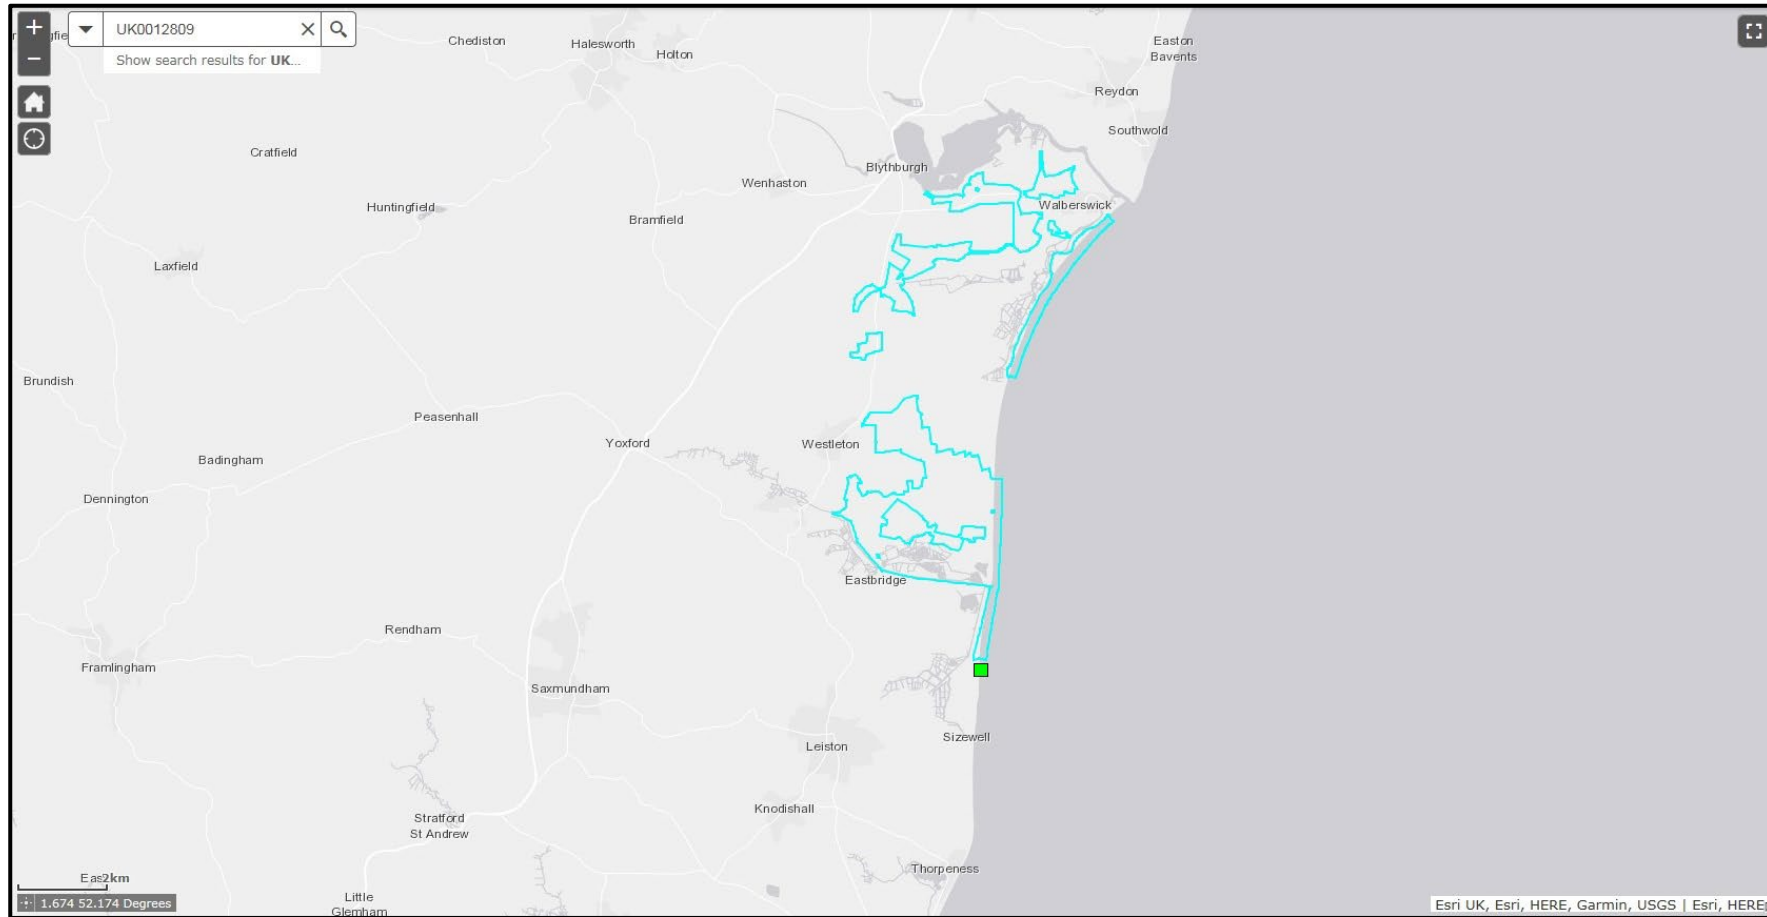 +
UK0012809
Show search results for UK...
−
Chediston
Halesworth
Holton
Easton
Bavents
Reydon
Southwold
Cratfield
Blythburgh
Wenhaston
Huntingfield
Bramfield
Walberswick
Laxfield
Brundish
Peasenhall
Yoxford
Westleton
Badingham
Dennington
Eastbridge
Rendham
Framlingham
Saxmundham
Sizewell
Leiston
Knodishall
Stratford
St Andrew
Thorpeness
2km
Little
Glemham
1.674 52.174 Degrees
Esri UK, Esri, HERE, Garmin, USGS | Esri, HERE